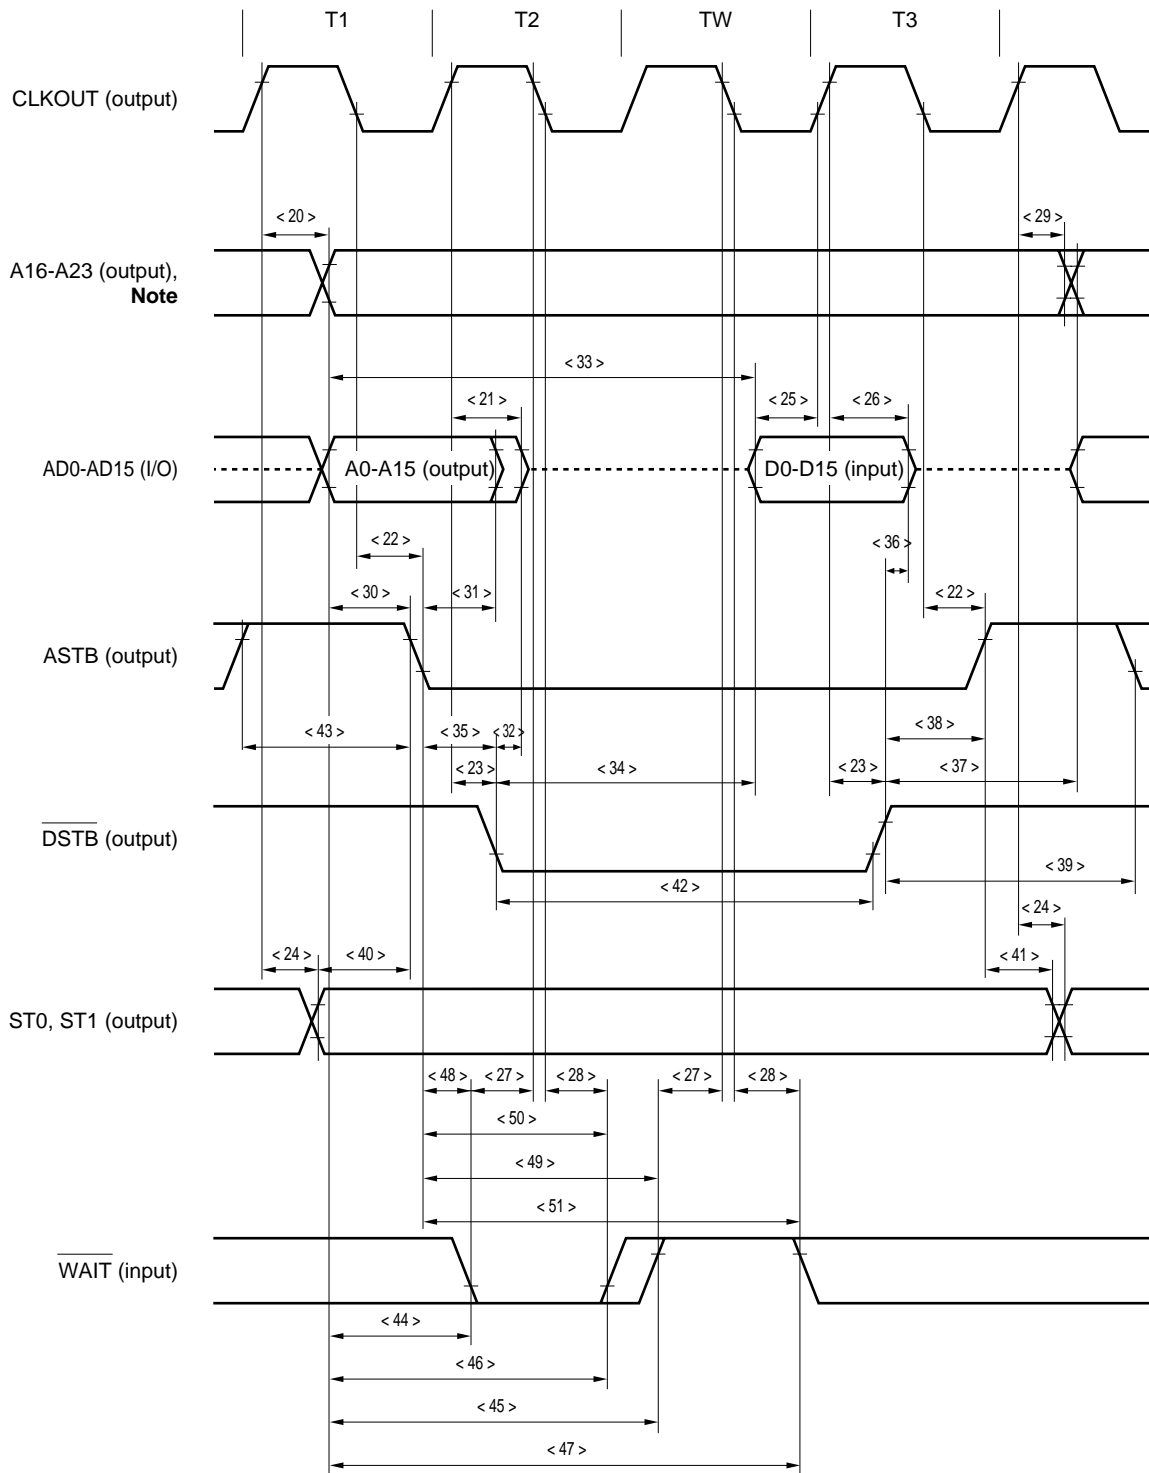 T1 T2 TW T3
CLKOUT (output)
< 20 > < 29 >
A16-A23 (output),
Note
< 33 >
< 21 > < 25 > < 26 >
AD0-AD15 (I/O) A0-A15 (output) D0-D15 (input)
< 22 > < 36 >
< 30 > < 31 > < 22 >
ASTB (output)
< 43 > < 35 > < 32 > < 38 >
< 23 > < 34 > < 23 > < 37 >
DSTB (output)
< 42 > < 39 >
< 24 >
< 24 > < 40 > < 41 >
ST0, ST1 (output)
< 48 > < 27 > < 28 > < 27 > < 28 >
< 50 >
< 49 >
< 51 >
WAIT (input)
< 44 >
< 46 >
< 45 >
< 47 >